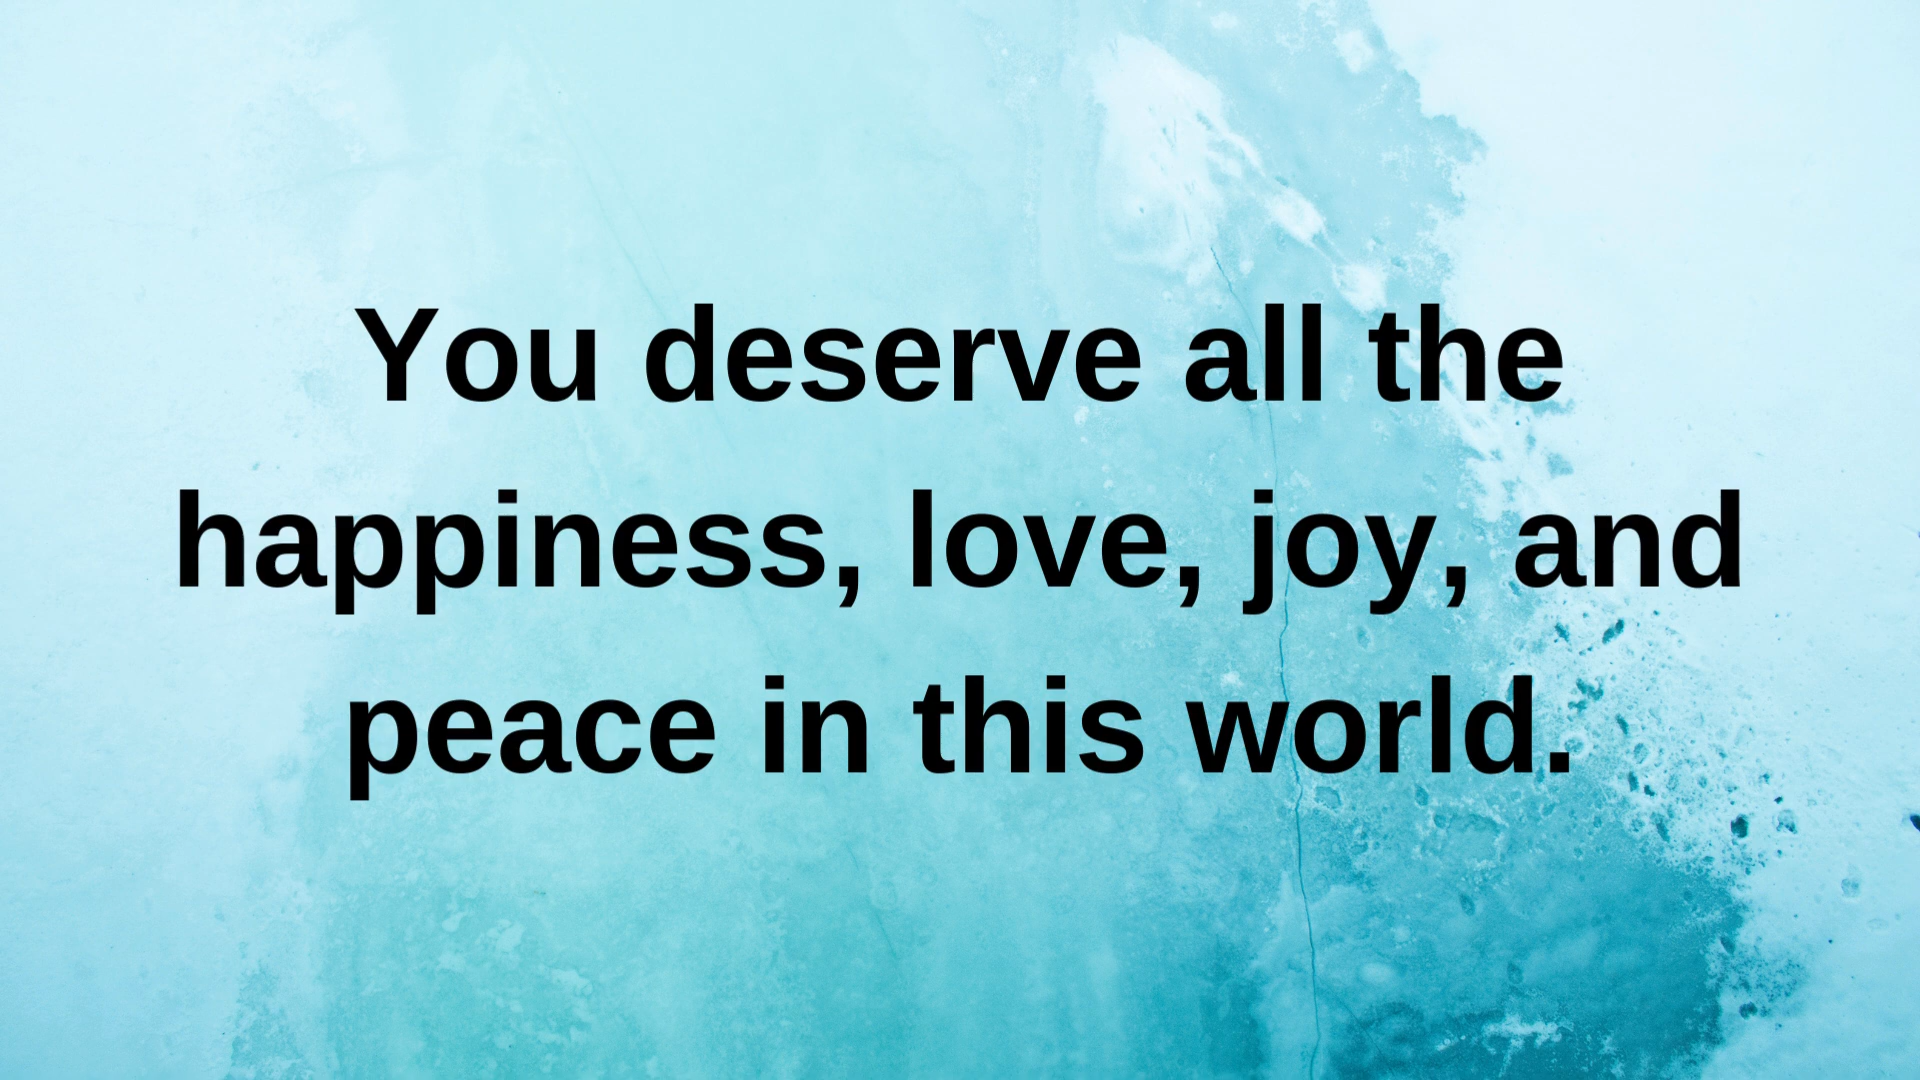 You deserve all the
happiness, love, joy, and
peace in this world.